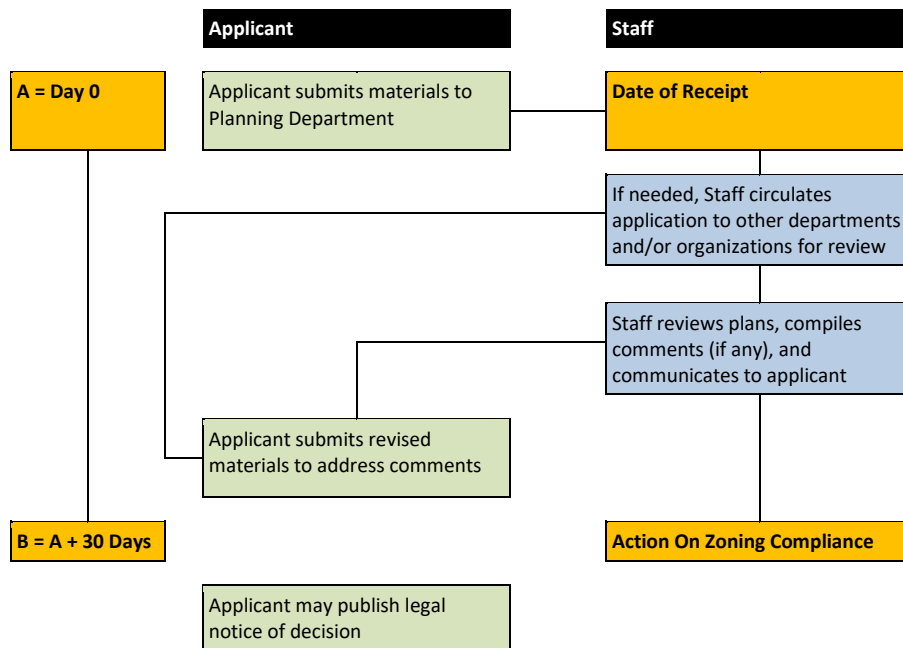 Applicant
Staff
A = Day 0
Applicant submits materials to
Planning Department
Date of Receipt
If needed, Staff circulates
application to other departments
and/or organizations for review
Staff reviews plans, compiles
comments (if any), and
communicates to applicant
Applicant submits revised
materials to address comments
B = A + 30 Days
Action On Zoning Compliance
Applicant may publish legal
notice of decision